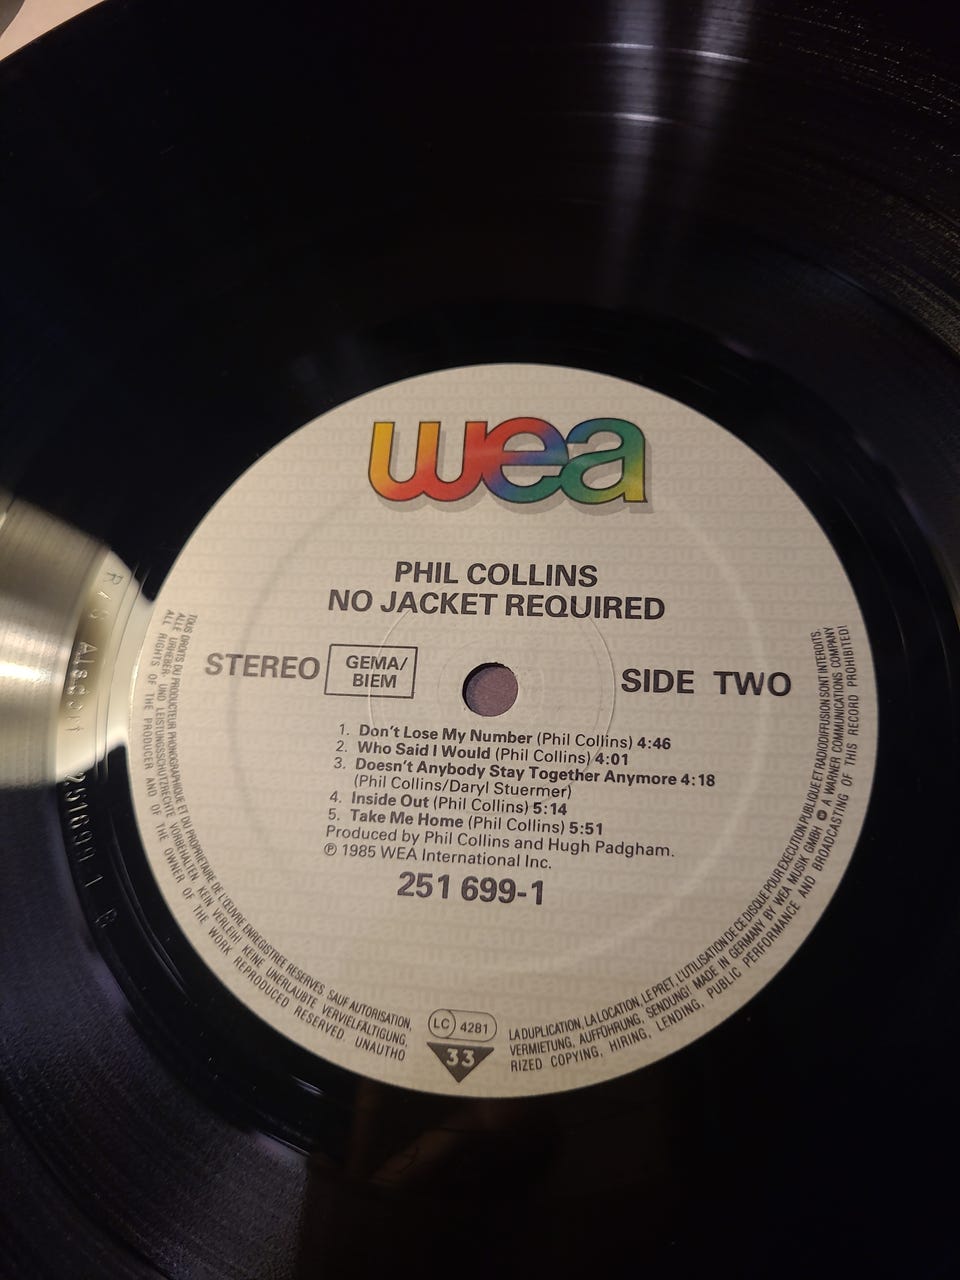 wea
PHIL COLLINS
NO JACKET REQUIRED
STEREO GEMA/BIEM SIDE TWO
1. Don't Lose My Number (Phil Collins) 4:46
2. Who Said I Would (Phil Collins) 4:01
3. Doesn't Anybody Stay Together Anymore 4:18
(Phil Collins/Daryl Stuermer)
4. Inside Out (Phil Collins) 5:14
5. Take Me Home (Phil Collins) 5:51
Produced by Phil Collins and Hugh Padgham.
℗ 1985 WEA International Inc.
251 699-1
TOUS DROITS DU PRODUCTEUR PHONOGRAPHIQUE ET DU PROPRIETAIRE DE L'ŒUVRE ENREGISTREE RESERVES. SAUF AUTORISATION,
LA DUPLICATION, LA LOCATION, LE PRET, L'UTILISATION DE CE DISQUE POUR EXECUTION PUBLIQUE ET RADIODIFFUSION SONT INTERDITS.
ALLE URHEBER- UND LEISTUNGSSCHUTZRECHTE VORBEHALTEN. KEIN VERLEIH! KEINE UNERLAUBTE VERVIELFÄLTIGUNG,
VERMIETUNG, AUFFÜHRUNG, SENDUNG! MADE IN GERMANY BY WEA MUSIK GMBH A WARNER COMMUNICATIONS COMPANY
ALL RIGHTS OF THE PRODUCER AND OF THE OWNER OF THE WORK REPRODUCED RESERVED. UNAUTHO
RIZED COPYING, HIRING, LENDING, PUBLIC PERFORMANCE AND BROADCASTING OF THIS RECORD PROHIBITED!
LC 4281
33
R/S Alsdorf
251699 1 B